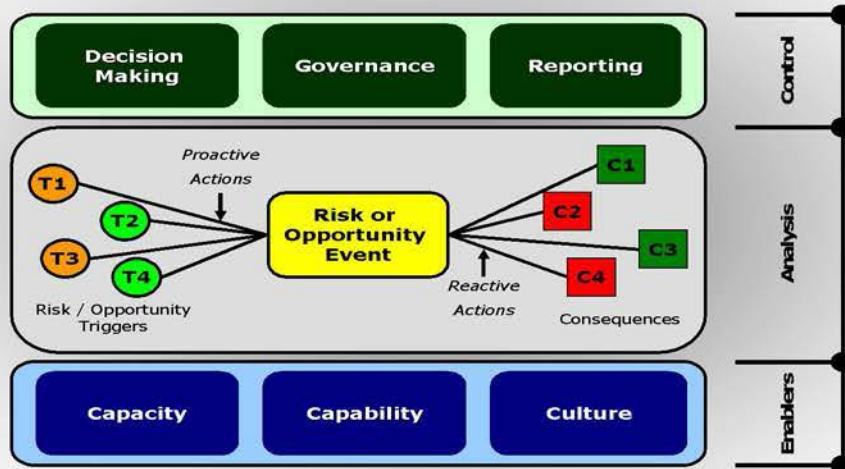 Decision
Making
Governance
Reporting
Control
Proactive
Actions
T1
T2
T3
T4
Risk / Opportunity
Triggers
Risk or
Opportunity
Event
C1
C2
C3
C4
Reactive
Actions
Consequences
Analysis
Capacity
Capability
Culture
Enablers